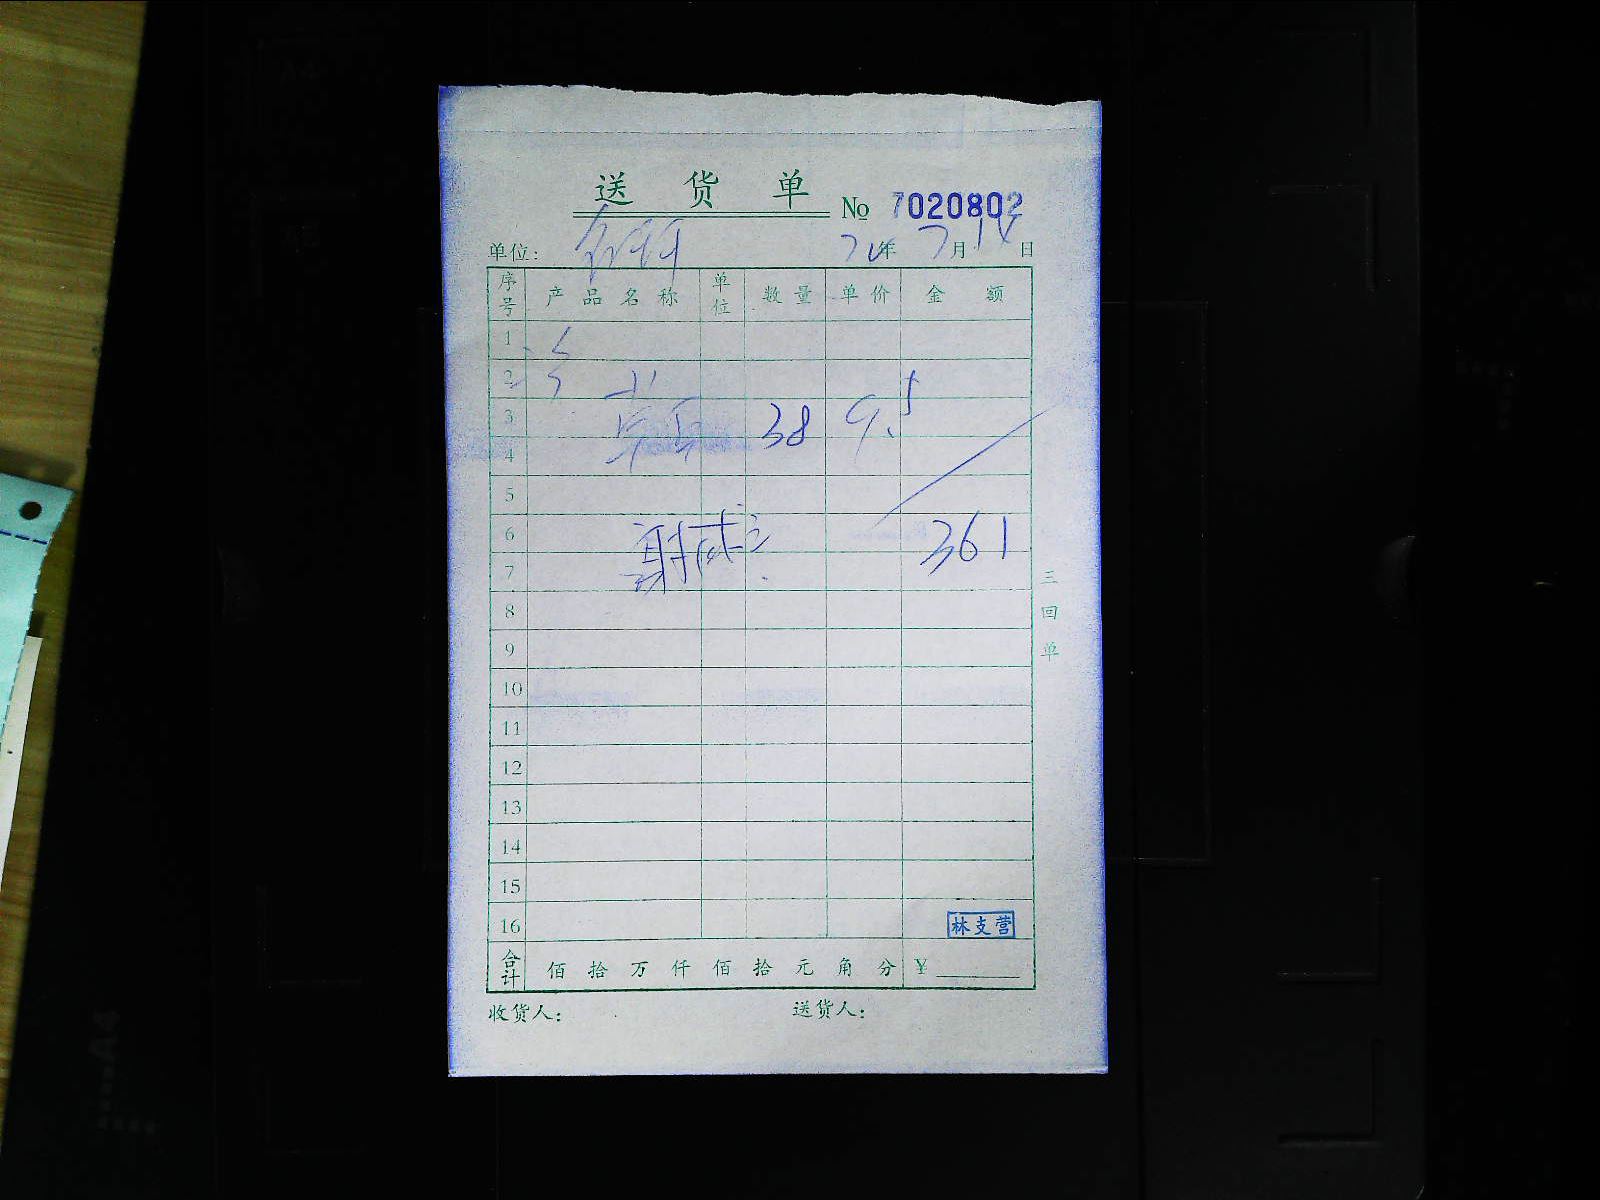 送 货 单 No 7020802
单位: 年 7 月 14 日
序号 产品名称 单位 数量 单价 金额
1
2
3 38 9.5
4
5
6 谢 361
7
8
9
10
11
12
13
14
15
16 林支营
合计 佰 拾 万 仟 佰 拾 元 角 分 ¥
收货人: 送货人:
三回单